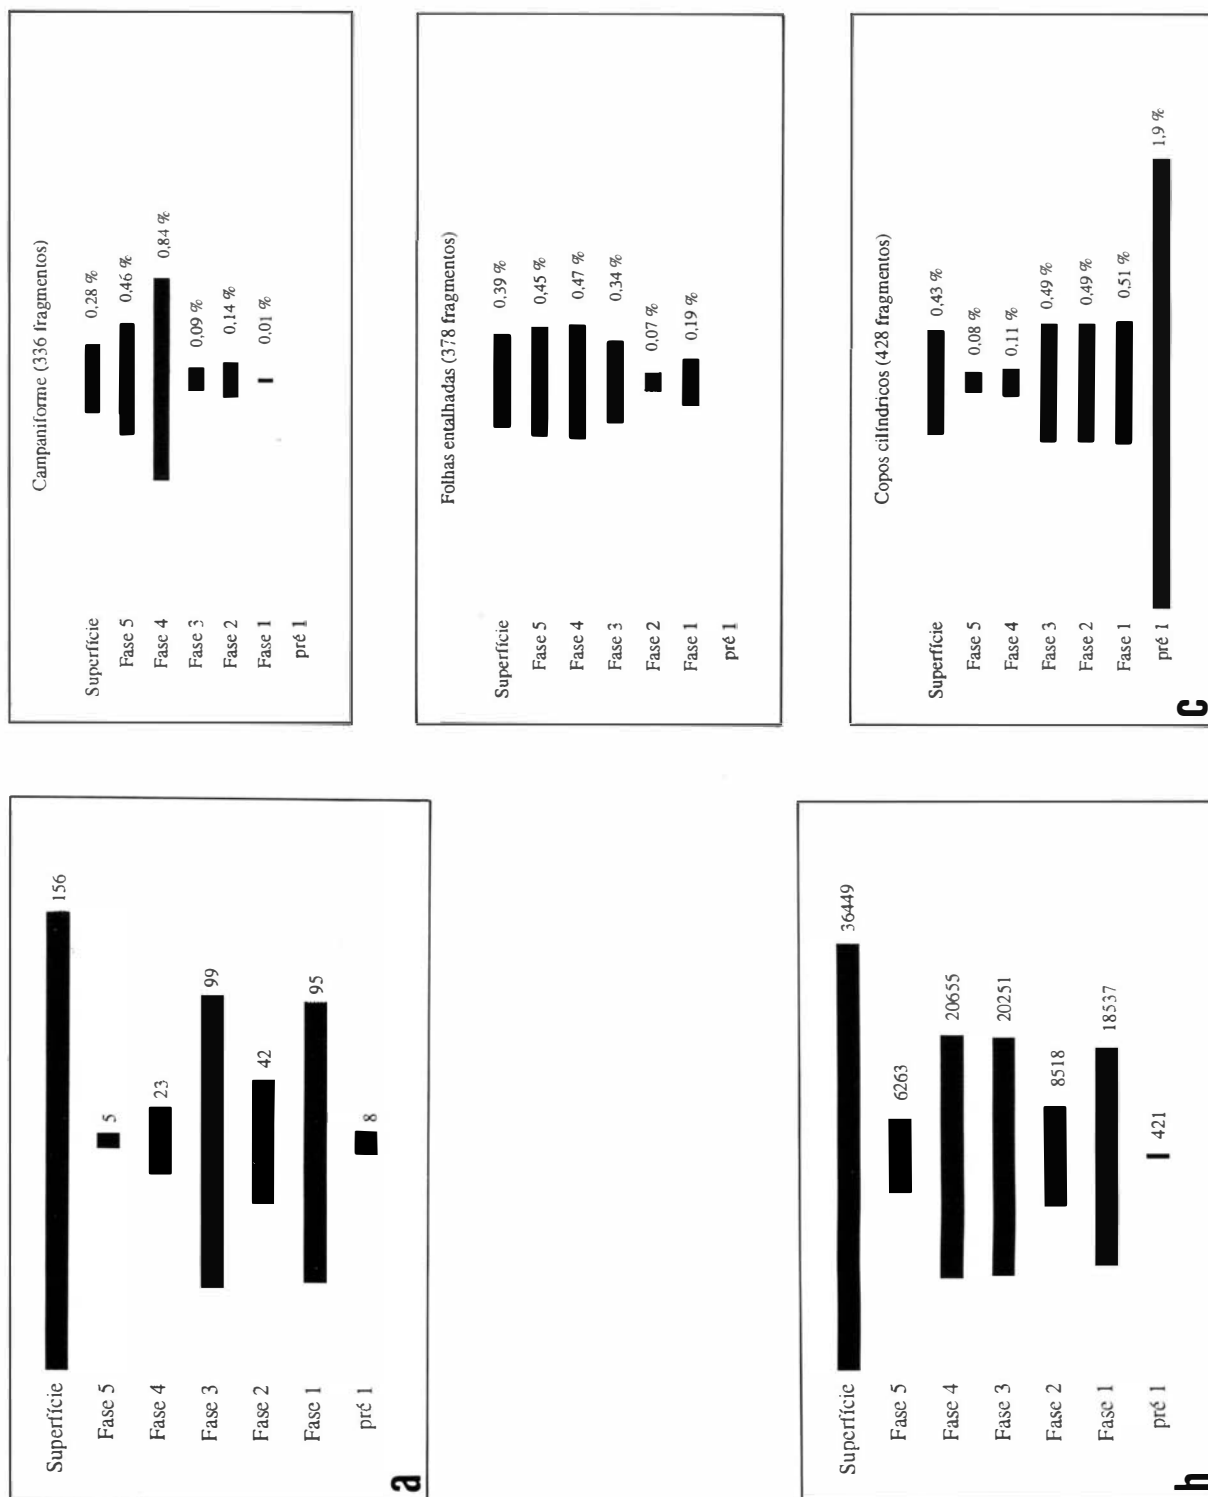 Superfície 156
Fase 5 5
Fase 4 23
Fase 3 99
Fase 2 42
Fase 1 95
pré 1 8
a
Superfície 36449
Fase 5 6263
Fase 4 20655
Fase 3 20251
Fase 2 8518
Fase 1 18537
pré 1 421
b
Campaniforme (336 fragmentos)
Superfície 0,28 %
Fase 5 0,46 %
Fase 4 0,84 %
Fase 3 0,09 %
Fase 2 0,14 %
Fase 1 0,01 %
pré 1
Folhas entalhadas (378 fragmentos)
Superfície 0,39 %
Fase 5 0,45 %
Fase 4 0,47 %
Fase 3 0,34 %
Fase 2 0,07 %
Fase 1 0,19 %
pré 1
Copos cilíndricos (428 fragmentos)
Superfície 0,43 %
Fase 5 0,08 %
Fase 4 0,11 %
Fase 3 0,49 %
Fase 2 0,49 %
Fase 1 0,51 %
pré 1 1,9 %
c